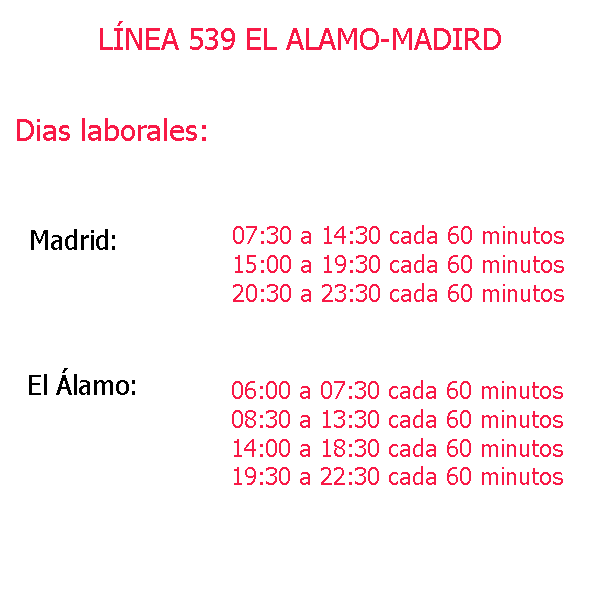 LÍNEA 539 EL ALAMO-MADIRD
Dias laborales:
Madrid:
07:30 a 14:30 cada 60 minutos
15:00 a 19:30 cada 60 minutos
20:30 a 23:30 cada 60 minutos
El Álamo:
06:00 a 07:30 cada 60 minutos
08:30 a 13:30 cada 60 minutos
14:00 a 18:30 cada 60 minutos
19:30 a 22:30 cada 60 minutos